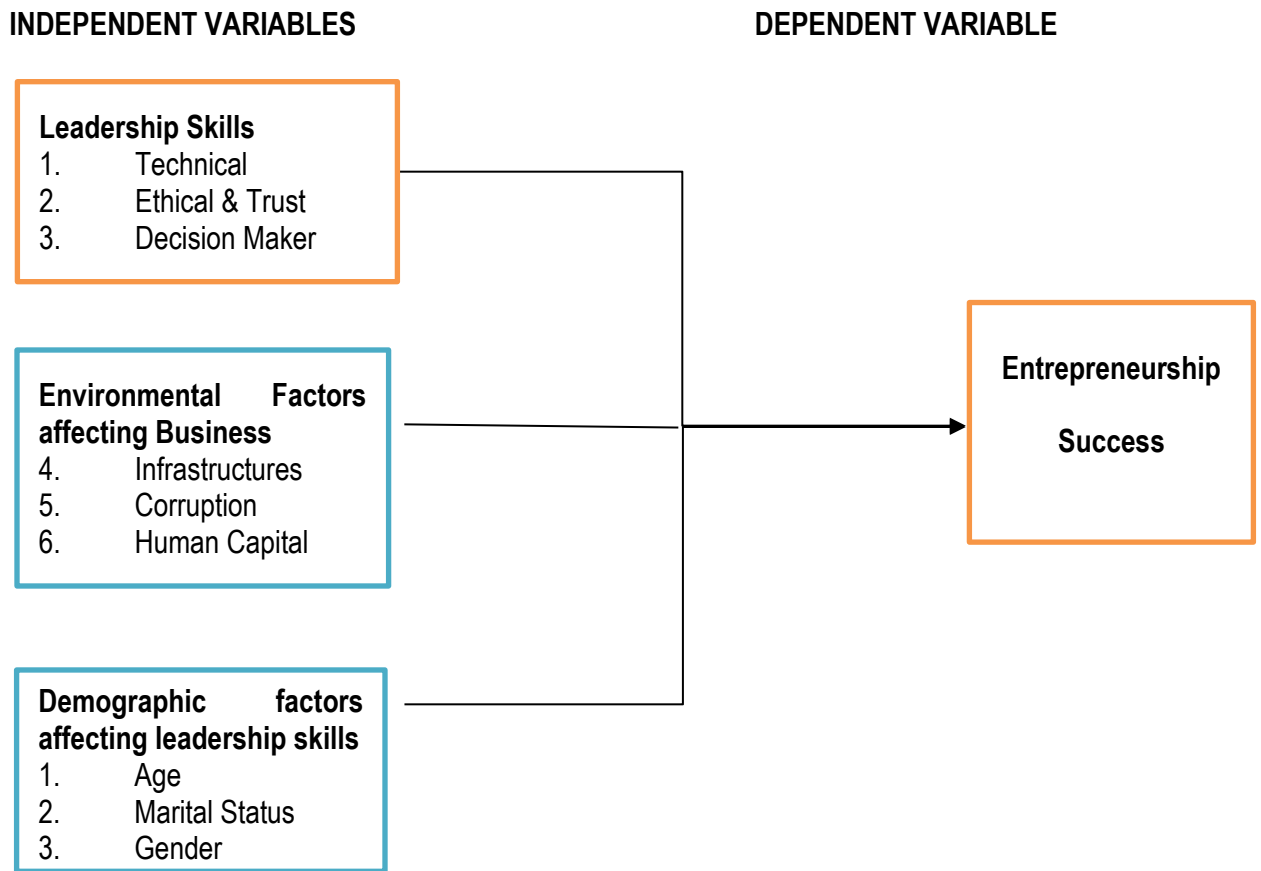 INDEPENDENT VARIABLES
DEPENDENT VARIABLE
Leadership Skills
1. Technical
2. Ethical & Trust
3. Decision Maker
Environmental Factors
affecting Business
4. Infrastructures
5. Corruption
6. Human Capital
Demographic factors
affecting leadership skills
1. Age
2. Marital Status
3. Gender
Entrepreneurship
Success